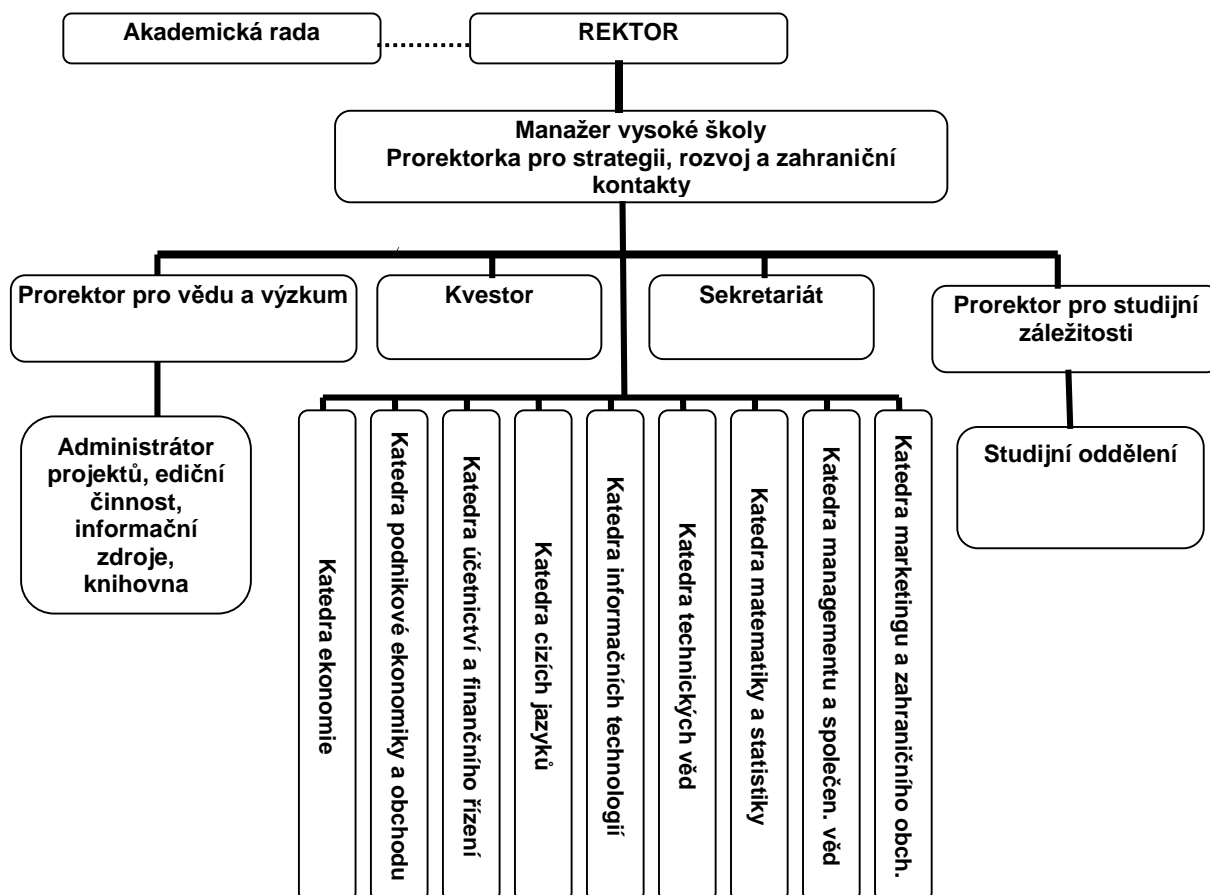 Akademická rada
REKTOR
Manažer vysoké školy
Prorektorka pro strategii, rozvoj a zahraniční
kontakty
Prorektor pro vědu a výzkum
Kvestor
Sekretariát
Prorektor pro studijní
záležitosti
Administrátor
projektů, ediční
činnost,
informační
zdroje,
knihovna
Katedra ekonomie
Katedra podnikové ekonomiky a obchodu
Katedra účetnictví a finančního řízení
Katedra cizích jazyků
Katedra informačních technologií
Katedra technických věd
Katedra matematiky a statistiky
Katedra managementu a společen. věd
Katedra marketingu a zahraničního obch.
Studijní oddělení